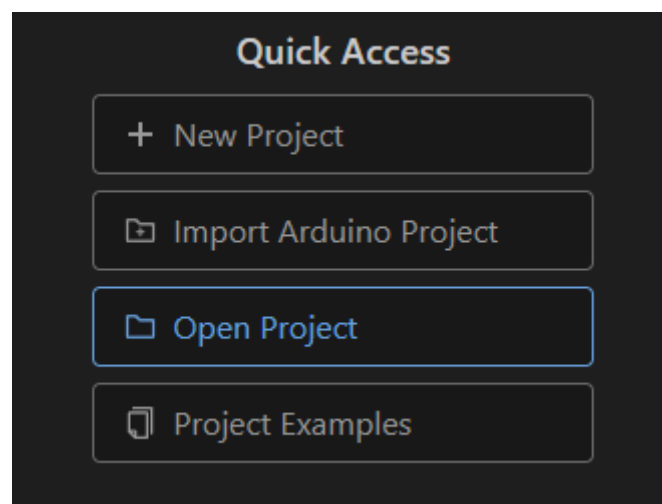 Quick Access
New Project
Import Arduino Project
Open Project
Project Examples